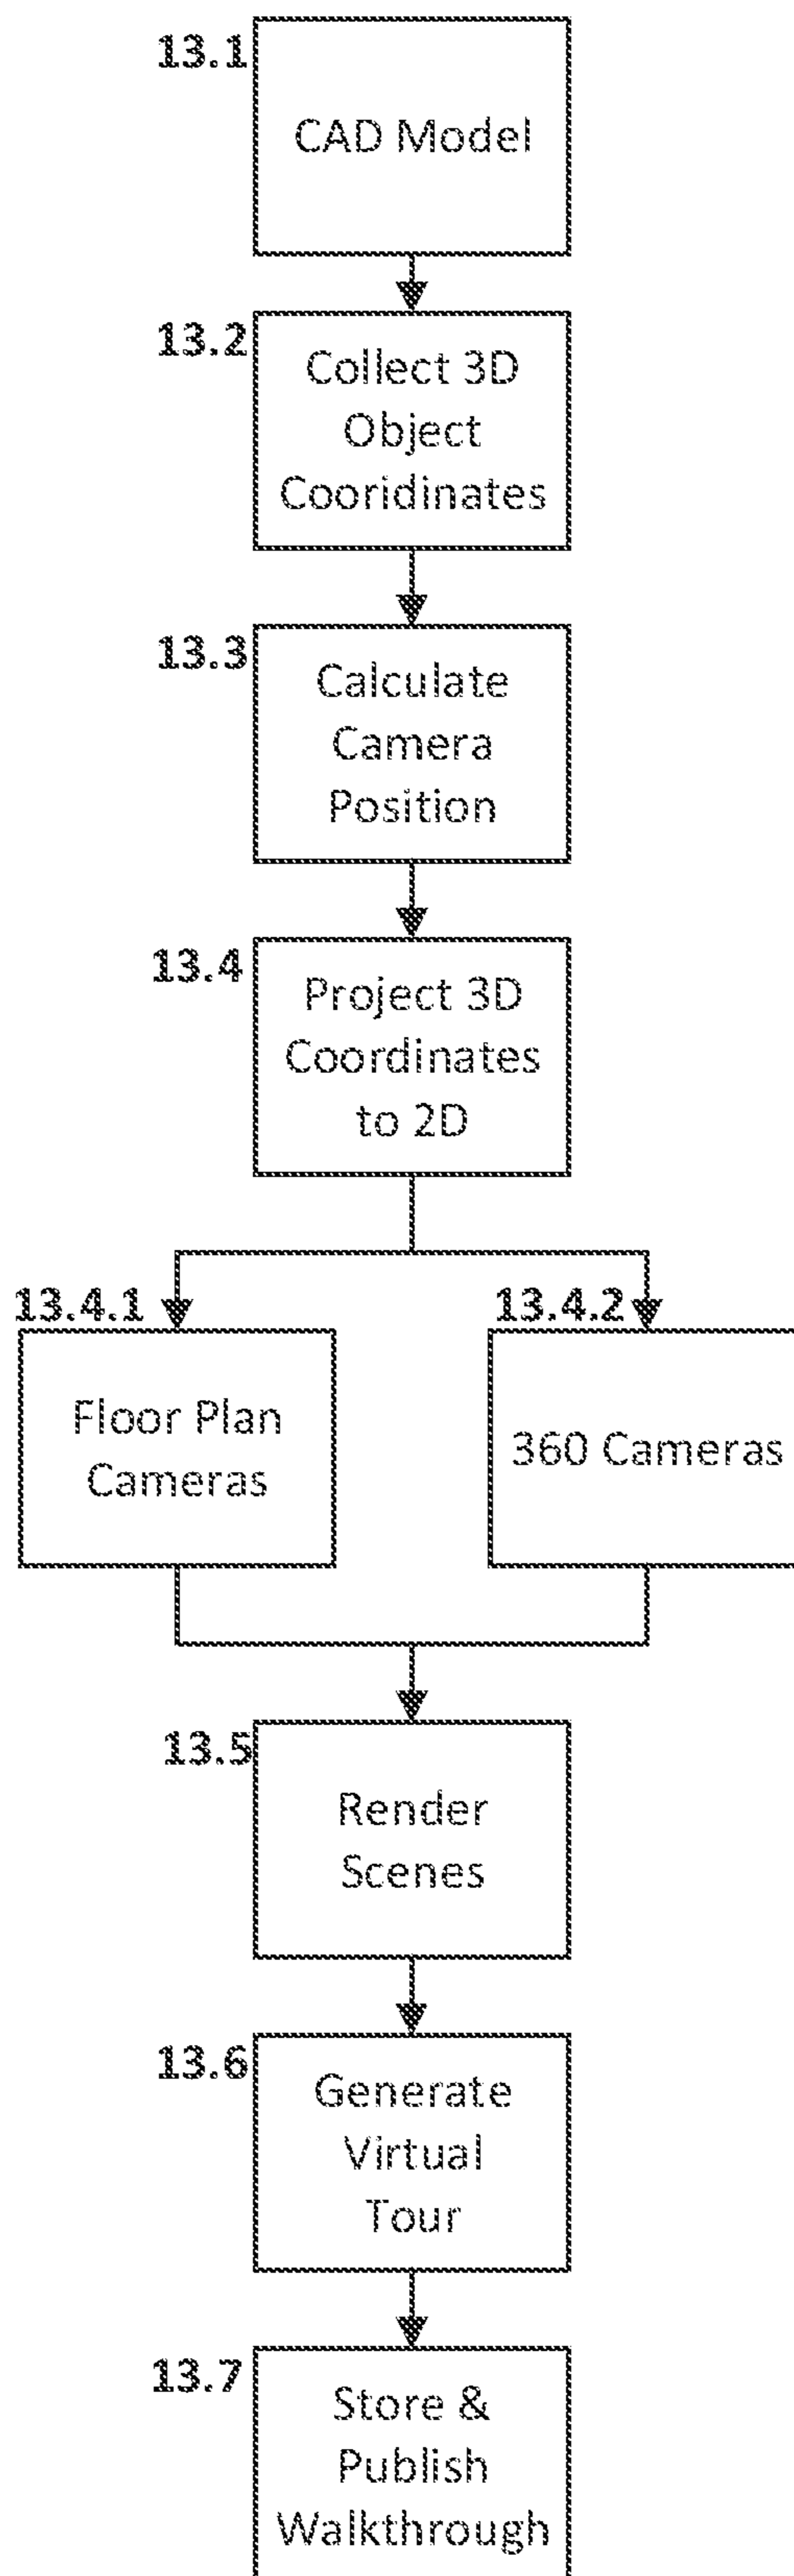 13.1
CAD Model
13.2
Collect 3D
Object
Cooridinates
13.3
Calculate
Camera
Position
13.4
Project 3D
Coordinates
to 2D
13.4.1
Floor Plan
Cameras
13.4.2
360 Cameras
13.5
Render
Scenes
13.6
Generate
Virtual
Tour
13.7
Store &
Publish
Walkthrough